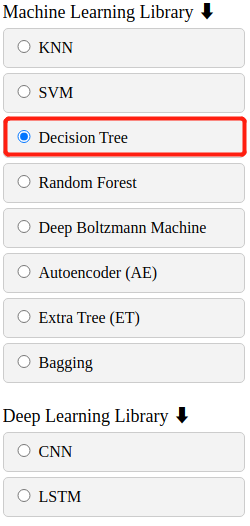 Machine Learning Library ⬇
KNN
SVM
Decision Tree
Random Forest
Deep Boltzmann Machine
Autoencoder (AE)
Extra Tree (ET)
Bagging
Deep Learning Library ⬇
CNN
LSTM